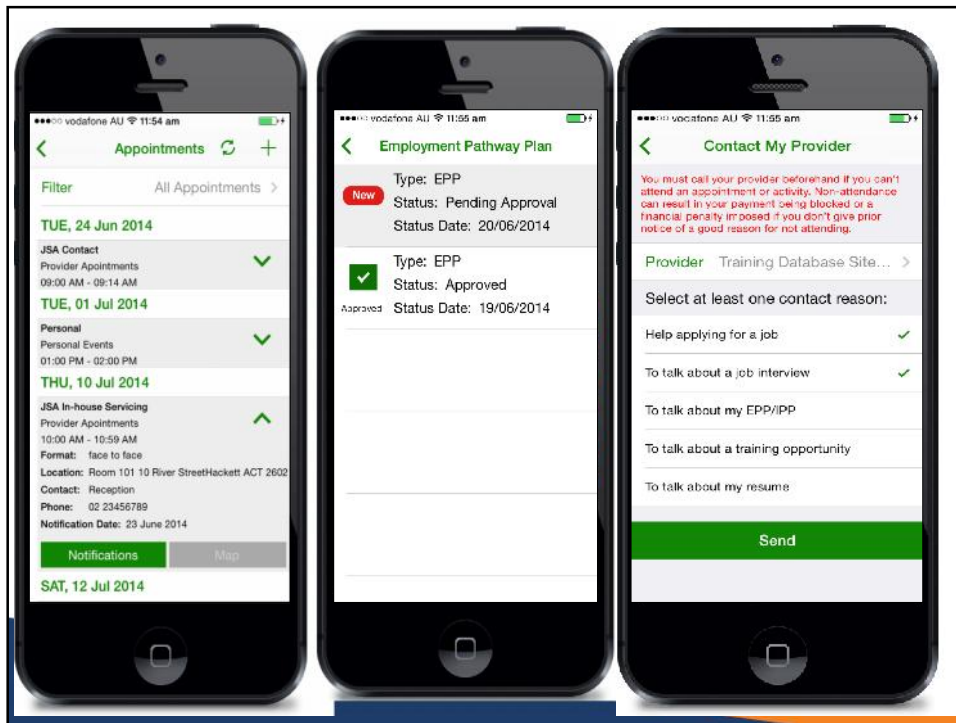 vodafone AU 11:54 am
Appointments
Filter All Appointments
TUE, 24 Jun 2014
JSA Contact
Provider Apointments
09:00 AM - 09:14 AM
TUE, 01 Jul 2014
Personal
Personal Events
01:00 PM - 02:00 PM
THU, 10 Jul 2014
JSA In-house Servicing
Provider Apointments
10:00 AM - 10:59 AM
Format: face to face
Location: Room 101 10 River StreetHackett ACT 2602
Contact: Reception
Phone: 02 23456789
Notification Date: 23 June 2014
Notifications Map
SAT, 12 Jul 2014
vodafone AU 11:55 am
Employment Pathway Plan
Type: EPP
New
Status: Pending Approval
Status Date: 20/06/2014
Type: EPP
Status: Approved
Approved Status Date: 19/06/2014
vodafone AU 11:55 am
Contact My Provider
You must call your provider beforehand if you can't
attend an appointment or activity. Non-attendance
can result in your payment being blocked or a
financial penalty imposed if you don't give prior
notice of a good reason for not attending.
Provider Training Database Site...
Select at least one contact reason:
Help applying for a job
To talk about a job interview
To talk about my EPP/IPP
To talk about a training opportunity
To talk about my resume
Send